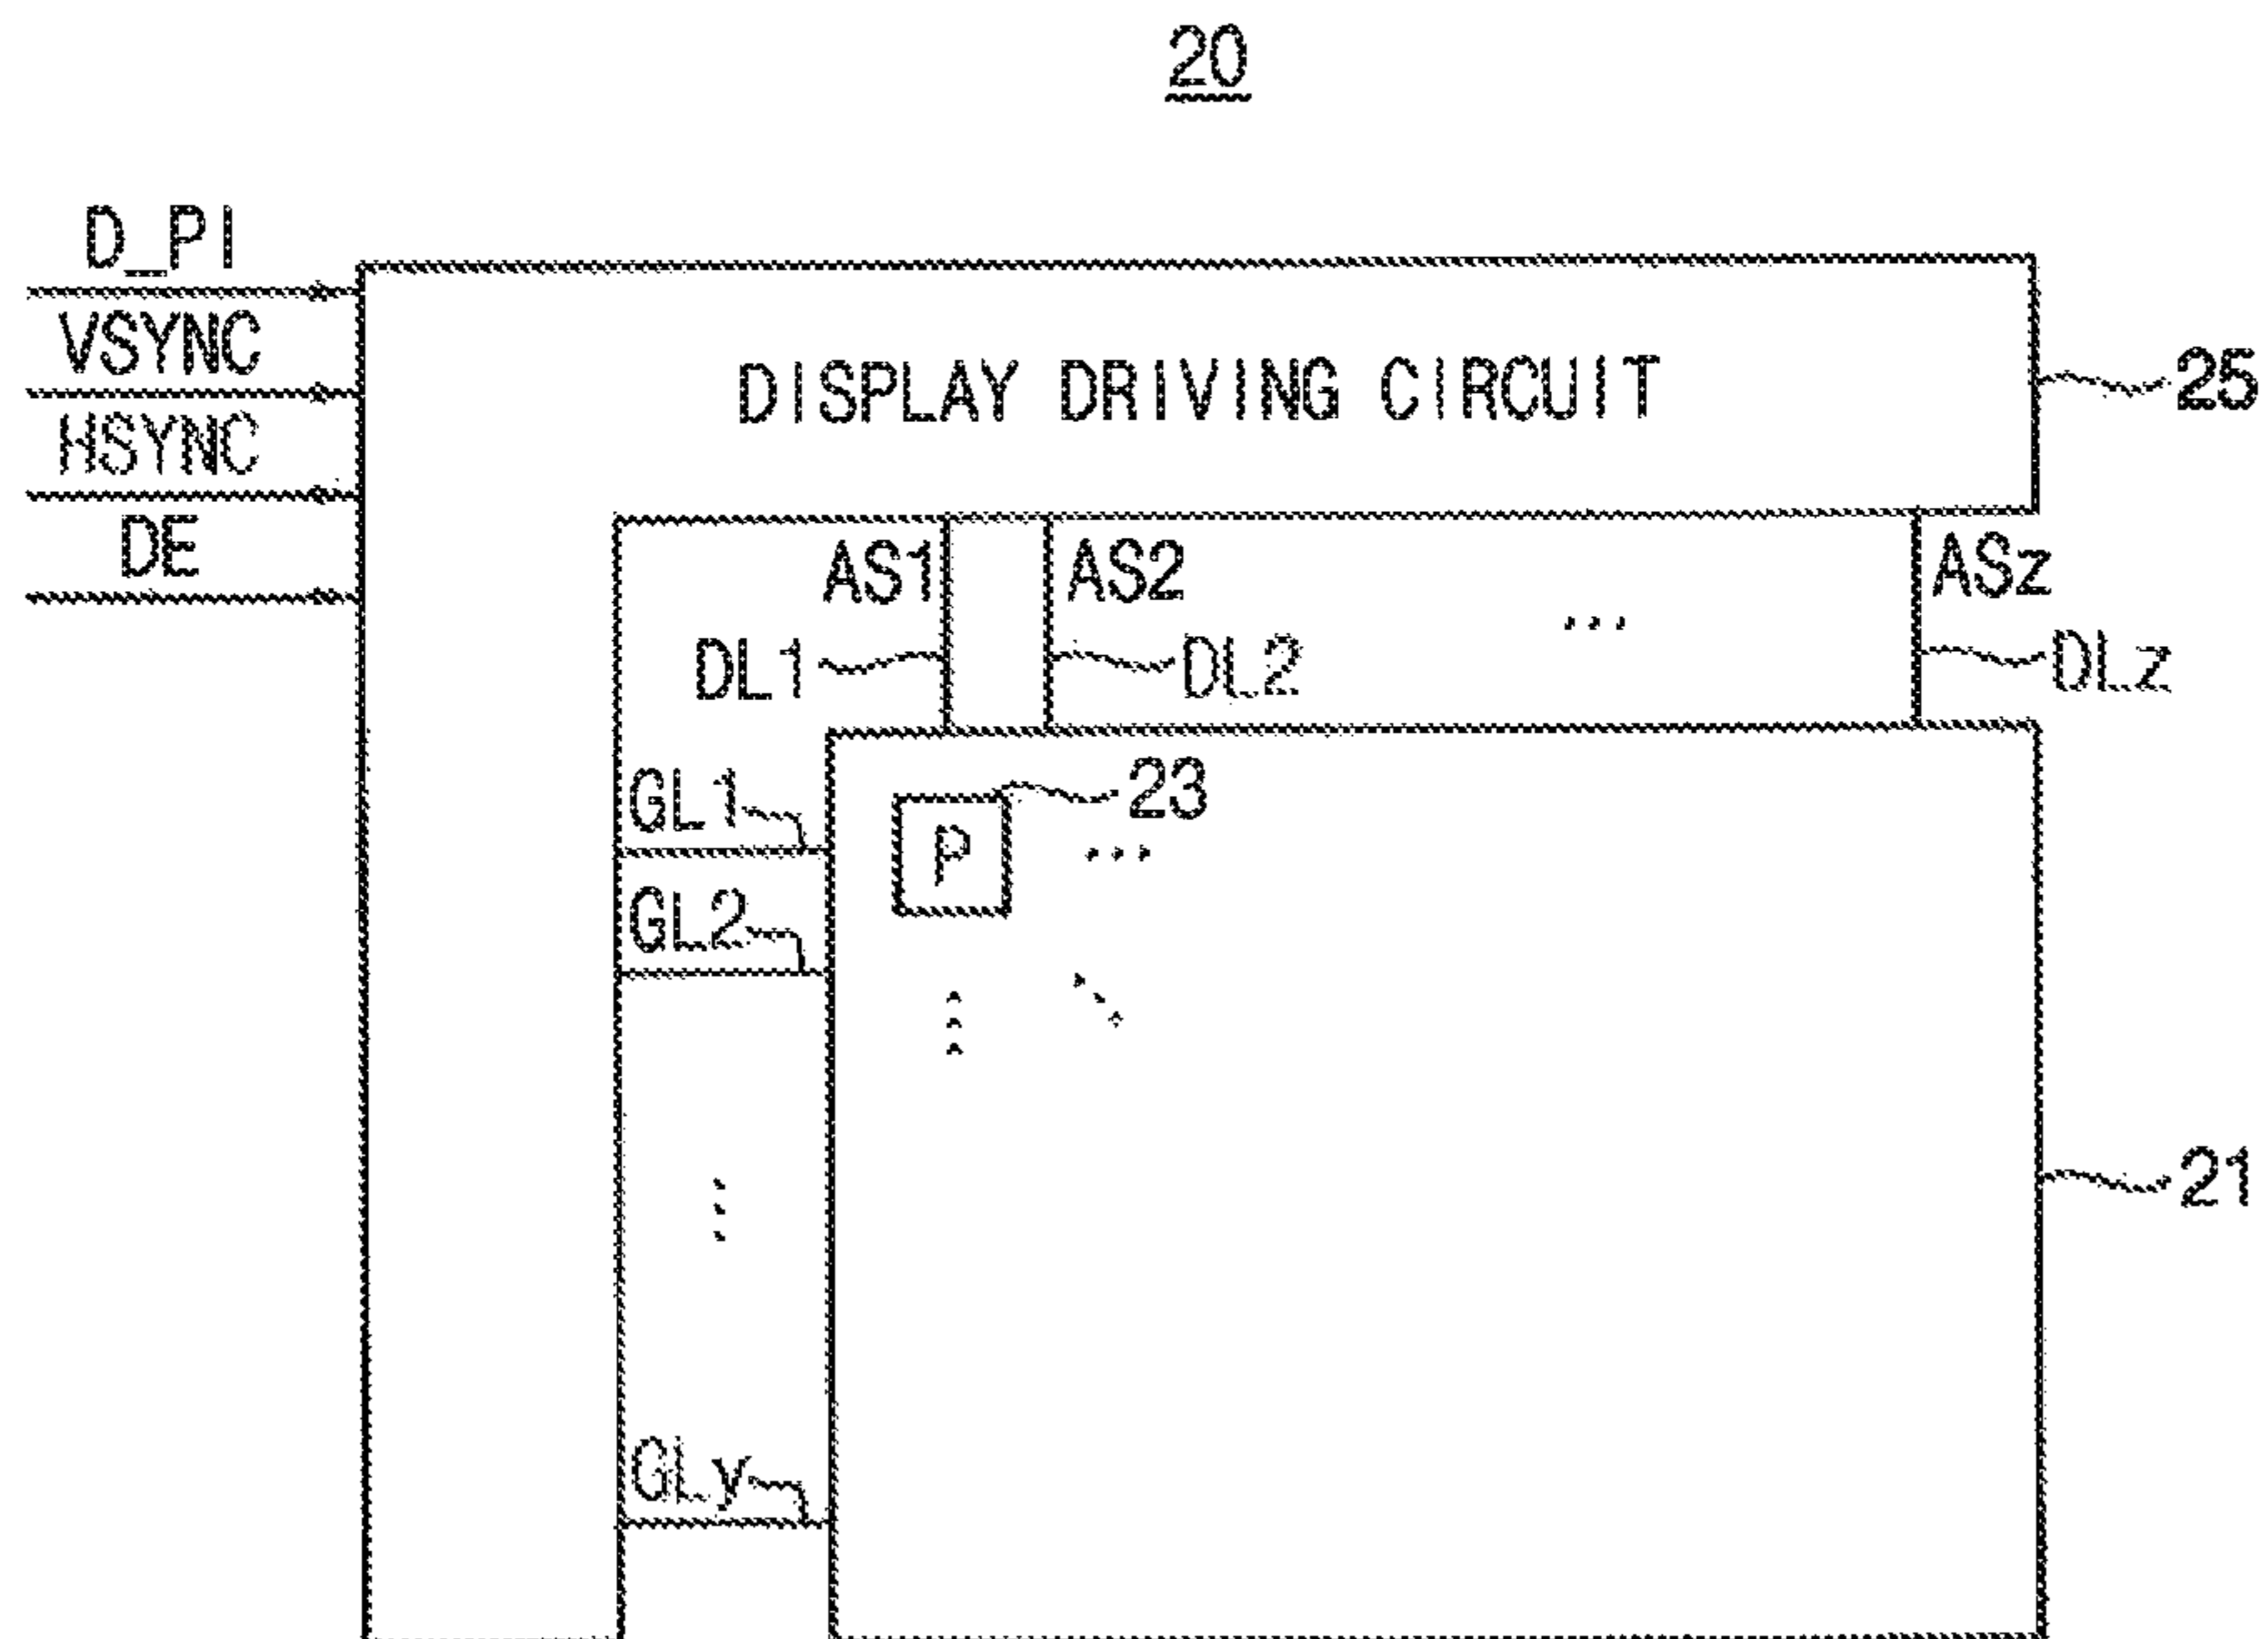 20
D_PI
VSYNC
DISPLAY DRIVING CIRCUIT
25
HSYNC
DE
AS1
AS2
...
ASz
DL1
DL2
DLz
GL1
23
P
...
GL2
21
GLy